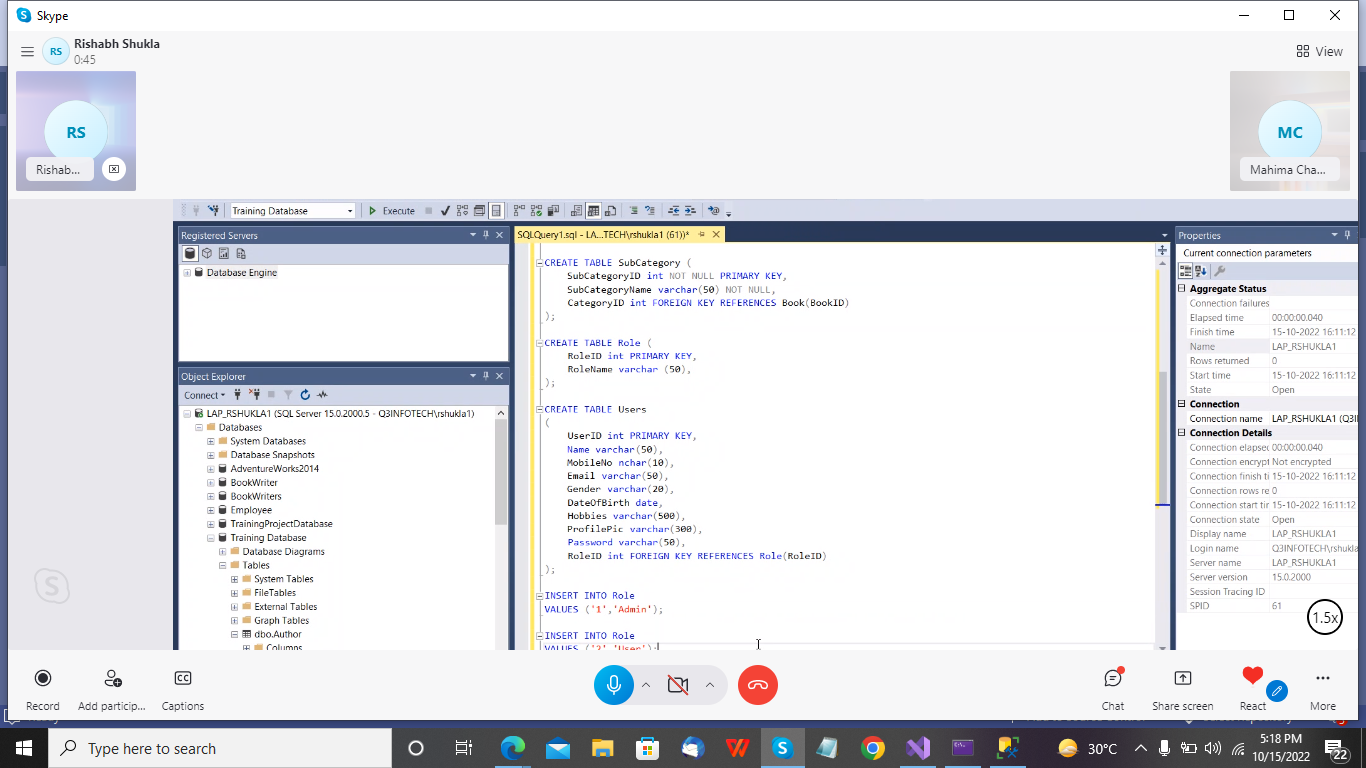 Skype
RS
Rishabh Shukla
0:45
View
RS
Rishab...
MC
Mahima Cha...
Training Database
Execute
Registered Servers
Database Engine
Object Explorer
Connect
LAP_RSHUKLA1 (SQL Server 15.0.2000.5 - Q3INFOTECH\rshukla1)
Databases
System Databases
Database Snapshots
AdventureWorks2014
BookWriter
BookWriters
Employee
TrainingProjectDatabase
Training Database
Database Diagrams
Tables
System Tables
FileTables
External Tables
Graph Tables
dbo.Author
Columns
SQLQuery1.sql - LA...TECH\rshukla1 (61))*
CREATE TABLE SubCategory (
SubCategoryID int NOT NULL PRIMARY KEY,
SubCategoryName varchar(50) NOT NULL,
CategoryID int FOREIGN KEY REFERENCES Book(BookID)
);
CREATE TABLE Role (
RoleID int PRIMARY KEY,
RoleName varchar (50),
);
CREATE TABLE Users
(
UserID int PRIMARY KEY,
Name varchar(50),
MobileNo nchar(10),
Email varchar(50),
Gender varchar(20),
DateOfBirth date,
Hobbies varchar(500),
ProfilePic varchar(300),
Password varchar(50),
RoleID int FOREIGN KEY REFERENCES Role(RoleID)
);
INSERT INTO Role
VALUES ('1','Admin');
INSERT INTO Role
VALUES ('2','User');
Properties
Current connection parameters
Aggregate Status
Connection failures
Elapsed time 00:00:00.040
Finish time 15-10-2022 16:11:12
Name LAP_RSHUKLA1
Rows returned 0
Start time 15-10-2022 16:11:12
State Open
Connection
Connection name LAP_RSHUKLA1 (Q3I
Connection Details
Connection elapse 00:00:00.040
Connection encrypt Not encrypted
Connection finish ti 15-10-2022 16:11:12
Connection rows re 0
Connection start tir 15-10-2022 16:11:12
Connection state Open
Display name LAP_RSHUKLA1
Login name Q3INFOTECH\rshukla
Server name LAP_RSHUKLA1
Server version 15.0.2000
Session Tracing ID
SPID 61
1.5x
Record
Add particip...
Captions
Chat
Share screen
React
More
Type here to search
30°C
5:18 PM
10/15/2022
22